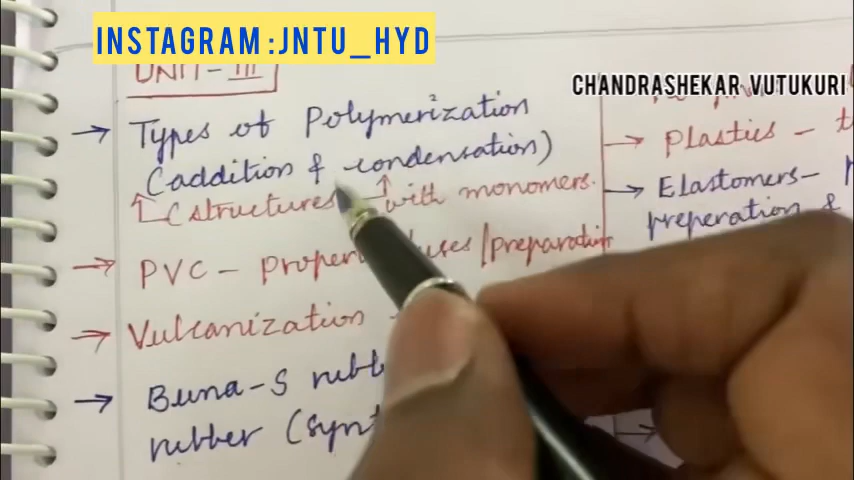 INSTAGRAM : JNTU_HYD
CHANDRASHEKAR VUTUKURI
UNIT - III
→ Types of Polymerization
(addition & condensation)
(structures with monomers.
→ PVC - uses/preparation
→ Vulcanization
→ Buna-S
rubber
→ Plastics -
→ Elastomers-
preperation &